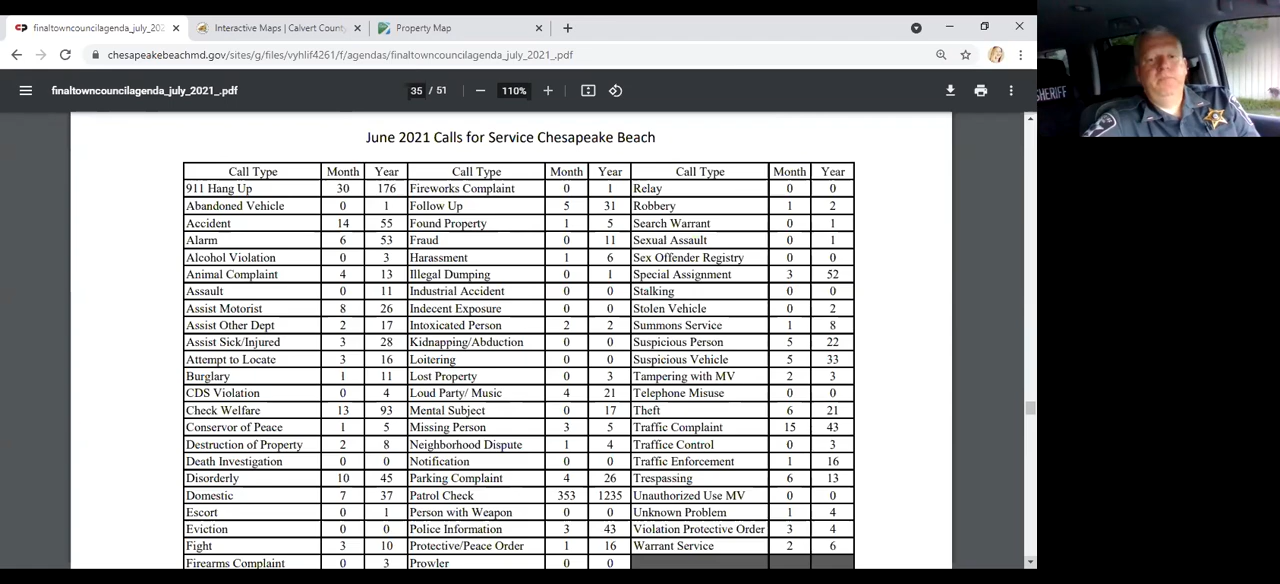 finaltowncouncilagenda_july_202
Interactive Maps | Calvert County
Property Map
chesapeakebeachmd.gov/sites/g/files/vyhlif4261/f/agendas/finaltowncouncilagenda_july_2021_.pdf
finaltowncouncilagenda_july_2021_.pdf
35 / 51
110%
June 2021 Calls for Service Chesapeake Beach
Call Type Month Year Call Type Month Year Call Type Month Year
911 Hang Up 30 176 Fireworks Complaint 0 1 Relay 0 0
Abandoned Vehicle 0 1 Follow Up 5 31 Robbery 1 2
Accident 14 55 Found Property 1 5 Search Warrant 0 1
Alarm 6 53 Fraud 0 11 Sexual Assault 0 1
Alcohol Violation 0 3 Harassment 1 6 Sex Offender Registry 0 0
Animal Complaint 4 13 Illegal Dumping 0 1 Special Assignment 3 52
Assault 0 11 Industrial Accident 0 0 Stalking 0 0
Assist Motorist 8 26 Indecent Exposure 0 0 Stolen Vehicle 0 2
Assist Other Dept 2 17 Intoxicated Person 2 2 Summons Service 1 8
Assist Sick/Injured 3 28 Kidnapping/Abduction 0 0 Suspicious Person 5 22
Attempt to Locate 3 16 Loitering 0 0 Suspicious Vehicle 5 33
Burglary 1 11 Lost Property 0 3 Tampering with MV 2 3
CDS Violation 0 4 Loud Party/ Music 4 21 Telephone Misuse 0 0
Check Welfare 13 93 Mental Subject 0 17 Theft 6 21
Conservor of Peace 1 5 Missing Person 3 5 Traffic Complaint 15 43
Destruction of Property 2 8 Neighborhood Dispute 1 4 Traffice Control 0 3
Death Investigation 0 0 Notification 0 0 Traffic Enforcement 1 16
Disorderly 10 45 Parking Complaint 4 26 Trespassing 6 13
Domestic 7 37 Patrol Check 353 1235 Unauthorized Use MV 0 0
Escort 0 1 Person with Weapon 0 0 Unknown Problem 1 4
Eviction 0 0 Police Information 3 43 Violation Protective Order 3 4
Fight 3 10 Protective/Peace Order 1 16 Warrant Service 2 6
Firearms Complaint 0 3 Prowler 0 0
SHERIFF